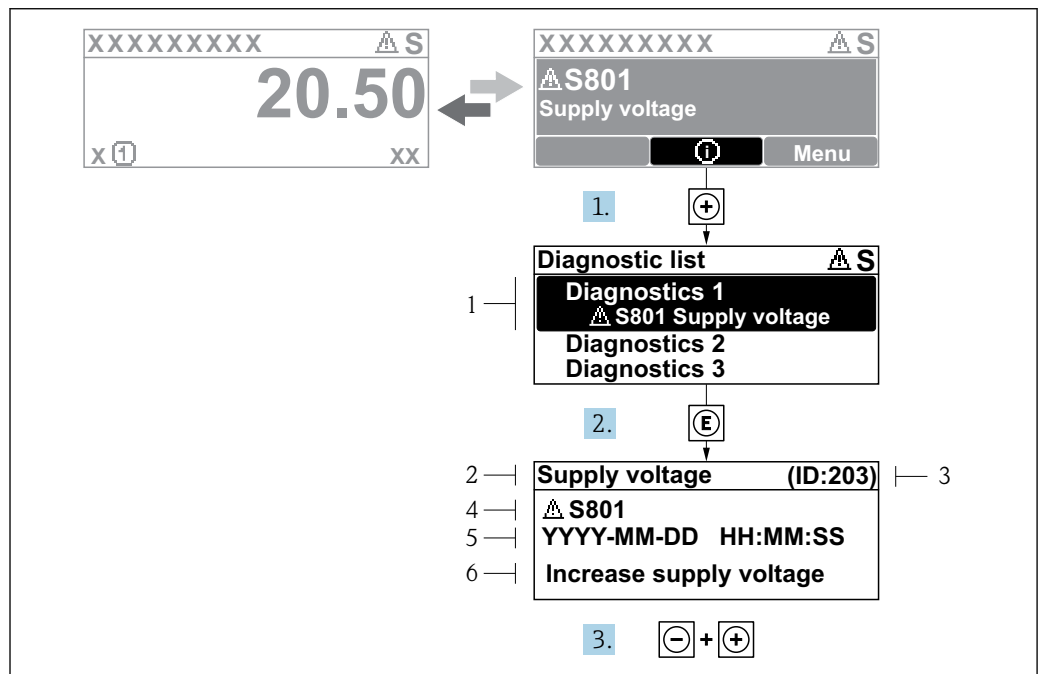 XXXXXXXXX ⚠ S
20.50
x ① xx
XXXXXXXXX ⚠ S
⚠ S801
Supply voltage
ⓘ Menu
1. +
Diagnostic list ⚠ S
1 Diagnostics 1
⚠ S801 Supply voltage
Diagnostics 2
Diagnostics 3
2. E
2 Supply voltage (ID:203) 3
4 ⚠ S801
5 YYYY-MM-DD HH:MM:SS
6 Increase supply voltage
3. - + +